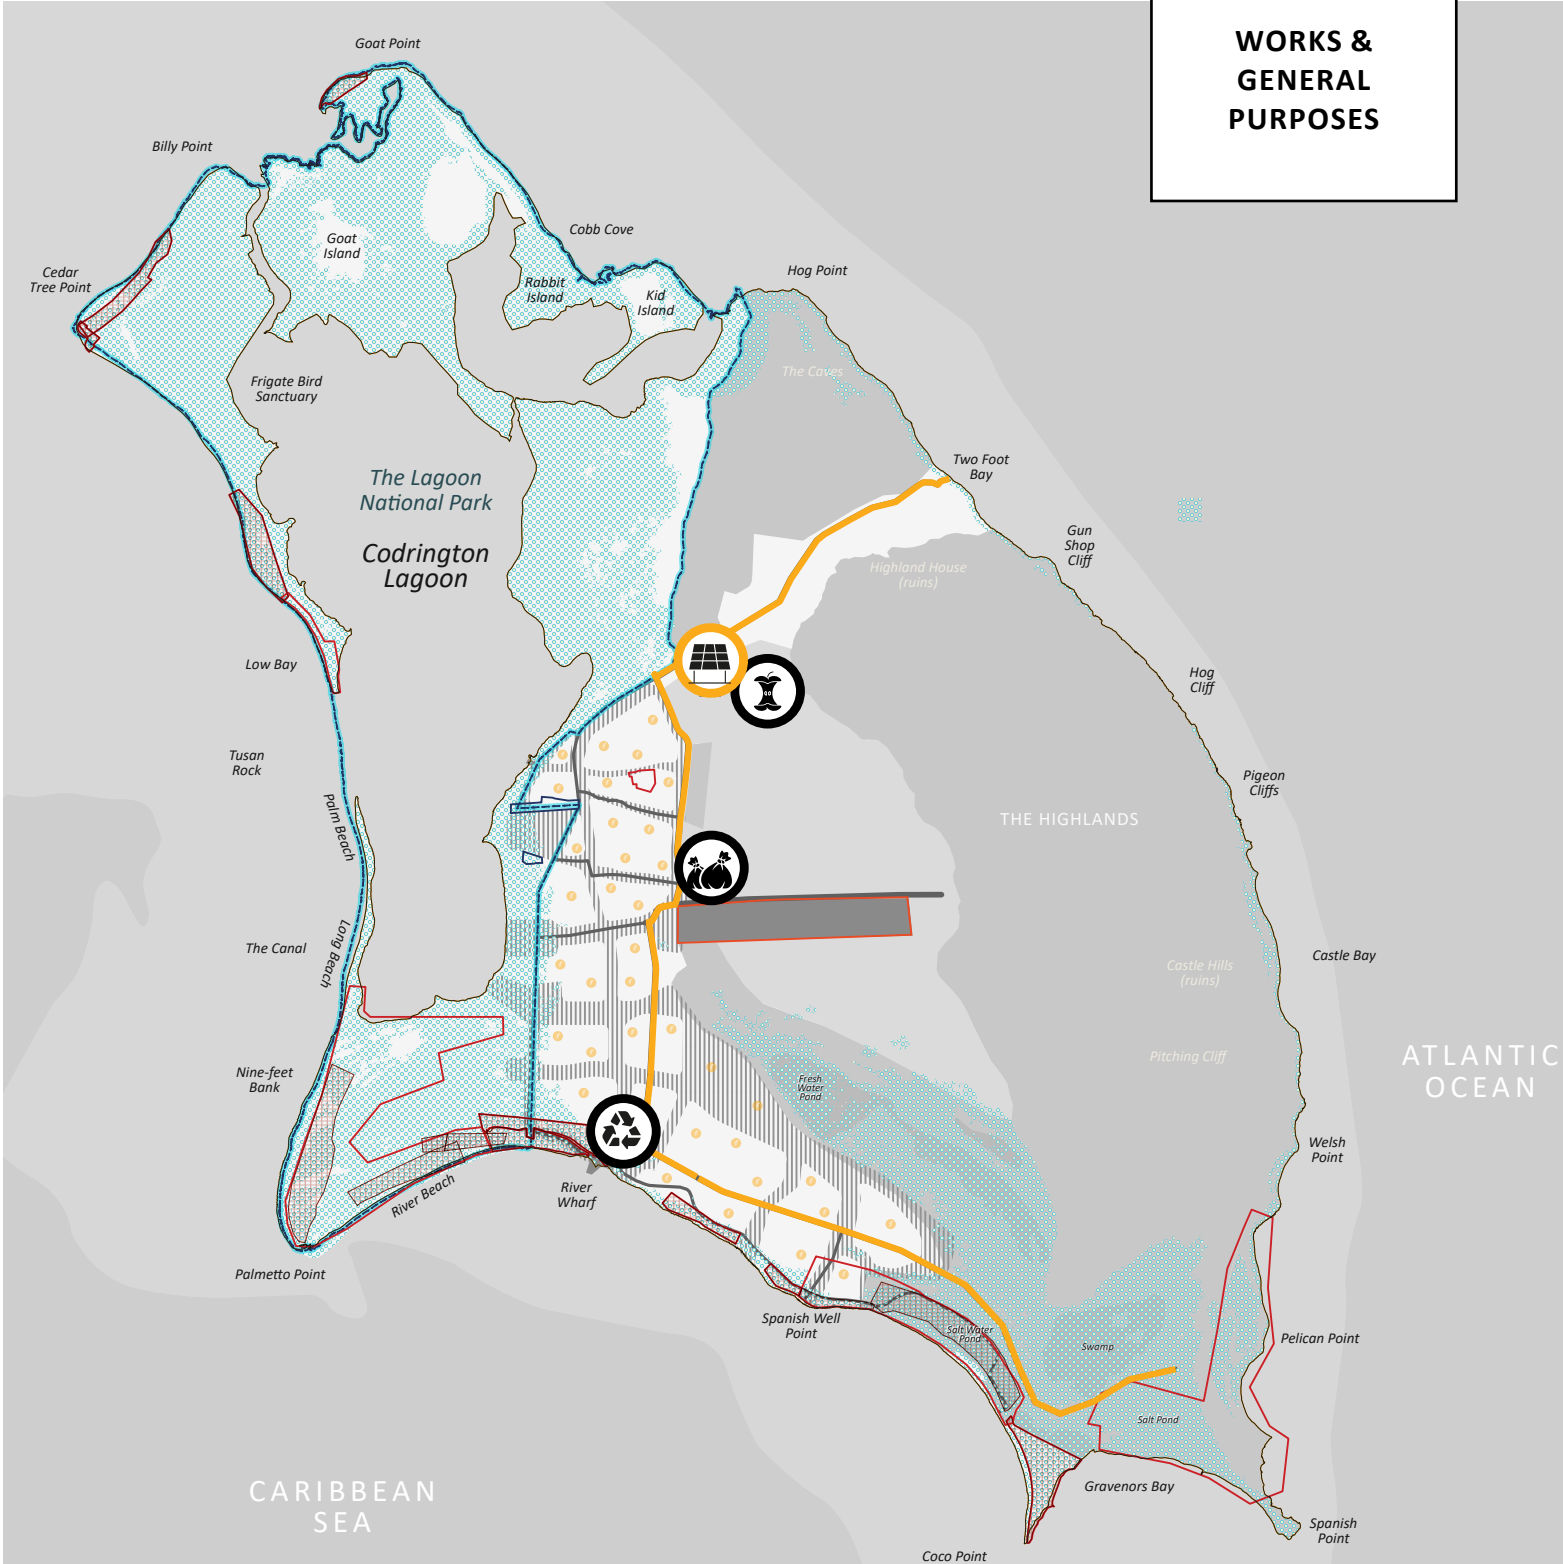 WORKS &
GENERAL
PURPOSES
Goat Point
Billy Point
Cobb Cove
Goat
Island
Cedar
Tree Point
Rabbit
Island
Kid
Island
Hog Point
The Caves
Frigate Bird
Sanctuary
Two Foot
Bay
The Lagoon
National Park
Codrington
Lagoon
Gun
Shop
Cliff
Highland House
(ruins)
Low Bay
Hog
Cliff
Tusan
Rock
Palm Beach
Pigeon
Cliffs
THE HIGHLANDS
The Canal
Long Beach
Castle Bay
Castle Hills
(ruins)
Nine-feet
Bank
Fresh
Water
Pond
Pitching Cliff
ATLANTIC
OCEAN
Welsh
Point
River Beach
River
Wharf
Palmetto Point
Spanish Well
Point
Salt Water
Pond
Swamp
Pelican Point
Salt Pond
Gravenors Bay
CARIBBEAN
SEA
Spanish
Point
Coco Point